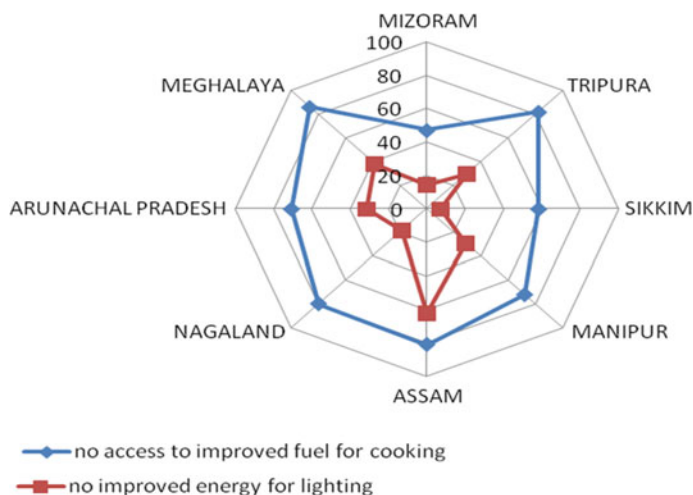 MIZORAM
100
MEGHALAYA
80
TRIPURA
60
40
20
ARUNACHAL PRADESH
0
SIKKIM
NAGALAND
MANIPUR
ASSAM
no access to improved fuel for cooking
no improved energy for lighting